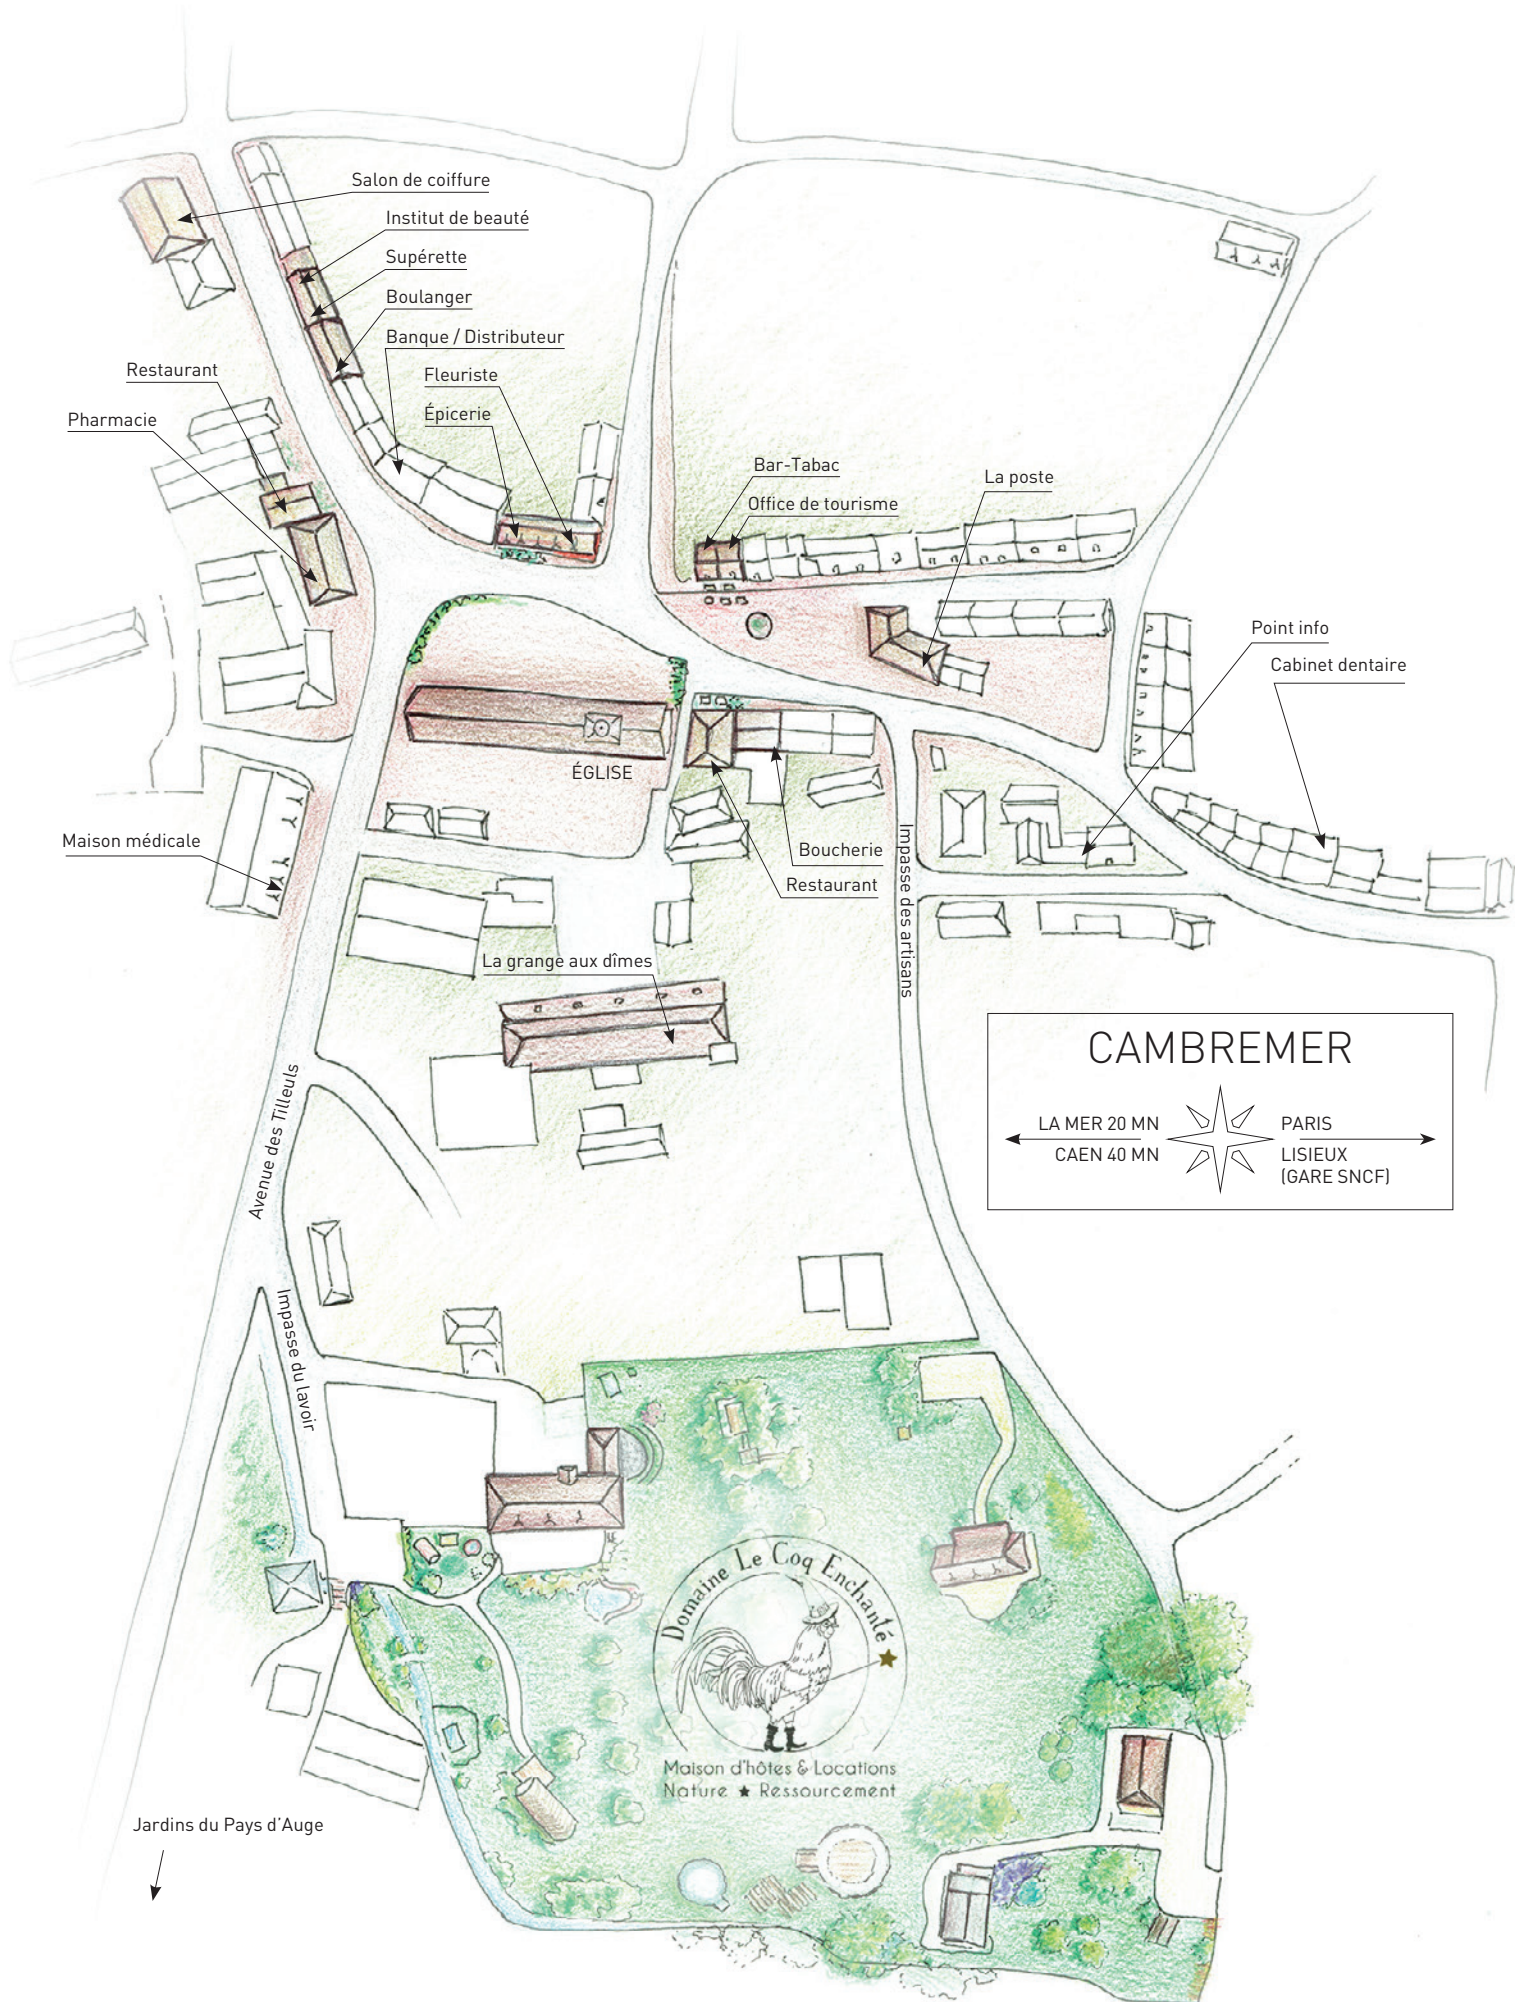 Salon de coiffure
Institut de beauté
Supérette
Boulanger
Banque / Distributeur
Restaurant
Fleuriste
Pharmacie
Épicerie
Bar-Tabac
La poste
Office de tourisme
Point info
Cabinet dentaire
ÉGLISE
Maison médicale
Boucherie
Restaurant
Impasse des artisans
La grange aux dîmes
CAMBREMER
LA MER 20 MN
CAEN 40 MN
PARIS
LISIEUX
(GARE SNCF)
Avenue des Tilleuls
Impasse du lavoir
Domaine Le Coq Enchanté
Maison d'hôtes & Locations
Nature ★ Ressourcement
Jardins du Pays d'Auge